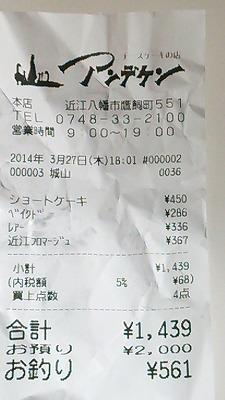 チーズケーキの店
アンデケン
本店 近江八幡市鷹飼町551
TEL 0748-33-2100
営業時間 9:00〜19:00
2014年 3月27日(木)18:01 #000002
000003 城山 0036
ショートケーキ ¥450
ベイクド ¥286
レアー ¥336
近江フロマージュ ¥367
小計 ¥1,439
(内税額 5% ¥68)
買上点数 4点
合計 ¥1,439
お預り ¥2,000
お釣り ¥561